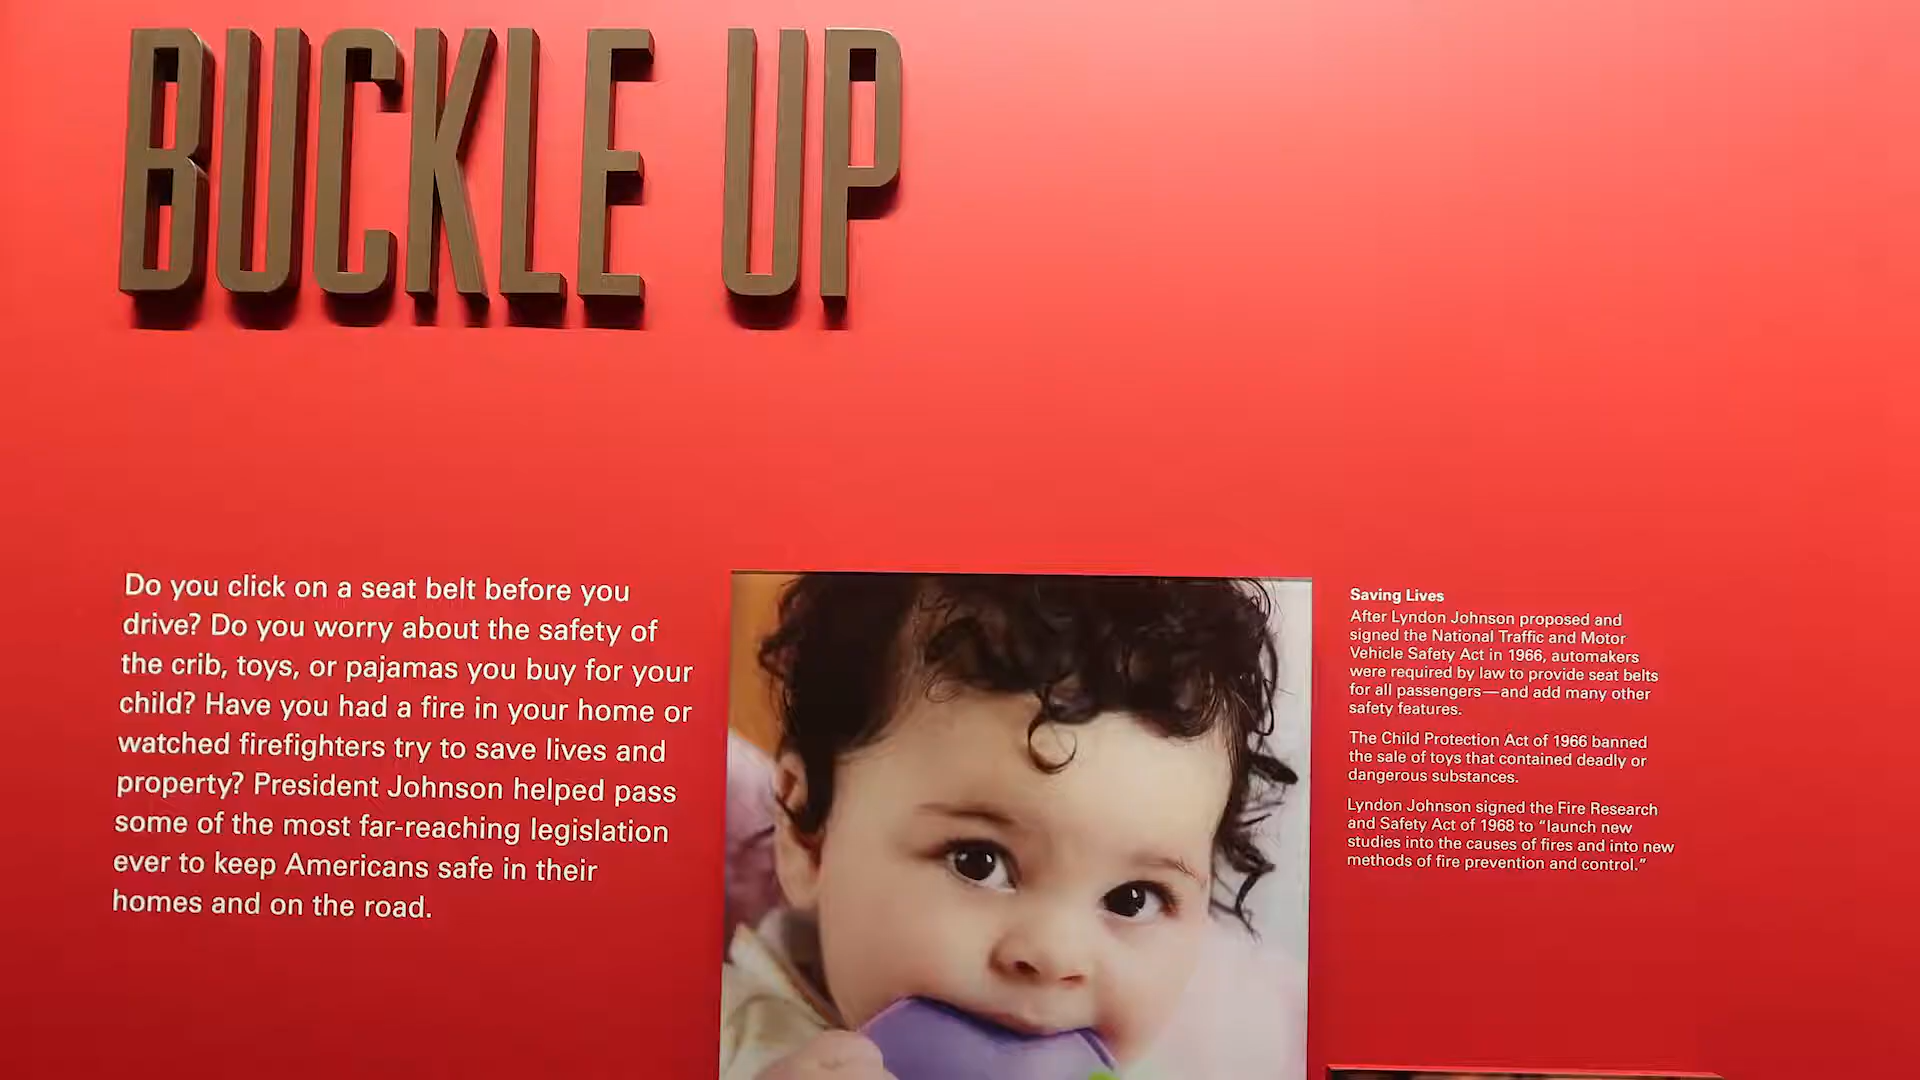 BUCKLE UP
Do you click on a seat belt before you
drive? Do you worry about the safety of
the crib, toys, or pajamas you buy for your
child? Have you had a fire in your home or
watched firefighters try to save lives and
property? President Johnson helped pass
some of the most far-reaching legislation
ever to keep Americans safe in their
homes and on the road.
Saving Lives
After Lyndon Johnson proposed and
signed the National Traffic and Motor
Vehicle Safety Act in 1966, automakers
were required by law to provide seat belts
for all passengers—and add many other
safety features.
The Child Protection Act of 1966 banned
the sale of toys that contained deadly or
dangerous substances.
Lyndon Johnson signed the Fire Research
and Safety Act of 1968 to “launch new
studies into the causes of fires and into new
methods of fire prevention and control.”